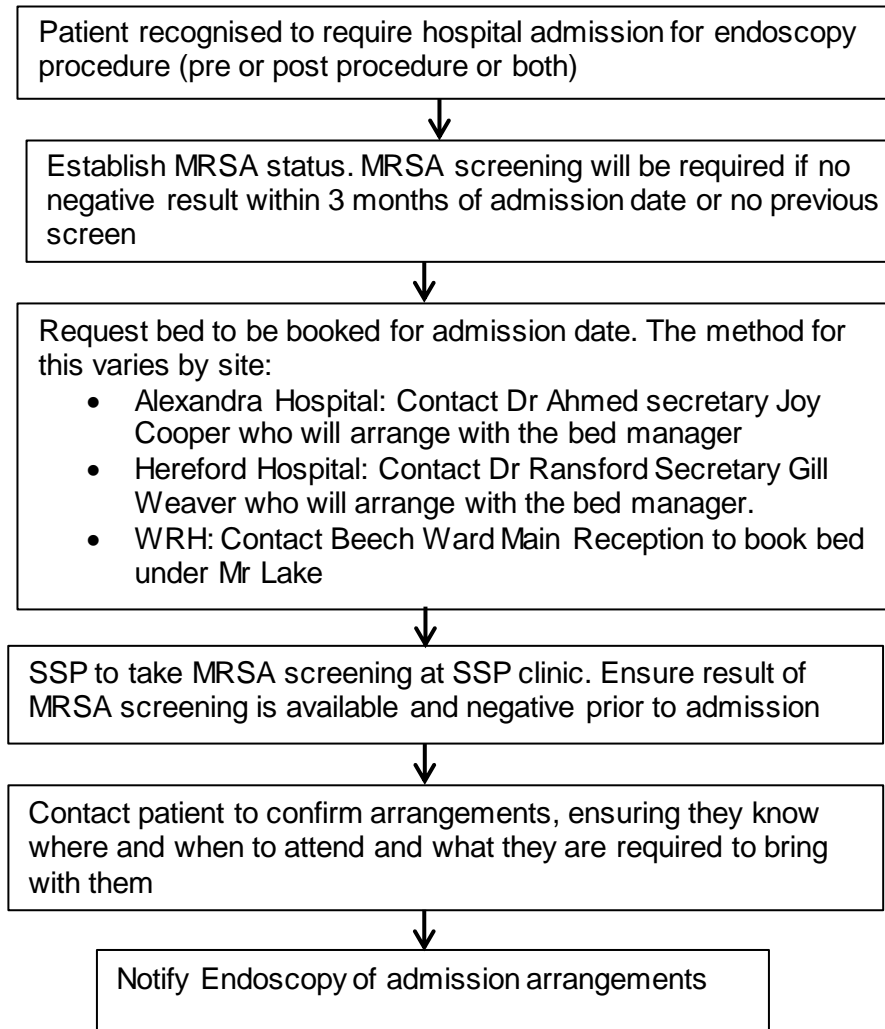 Patient recognised to require hospital admission for endoscopy
procedure (pre or post procedure or both)
Establish MRSA status. MRSA screening will be required if no
negative result within 3 months of admission date or no previous
screen
Request bed to be booked for admission date. The method for
this varies by site:
• Alexandra Hospital: Contact Dr Ahmed secretary Joy
Cooper who will arrange with the bed manager
• Hereford Hospital: Contact Dr Ransford Secretary Gill
Weaver who will arrange with the bed manager.
• WRH: Contact Beech Ward Main Reception to book bed
under Mr Lake
SSP to take MRSA screening at SSP clinic. Ensure result of
MRSA screening is available and negative prior to admission
Contact patient to confirm arrangements, ensuring they know
where and when to attend and what they are required to bring
with them
Notify Endoscopy of admission arrangements